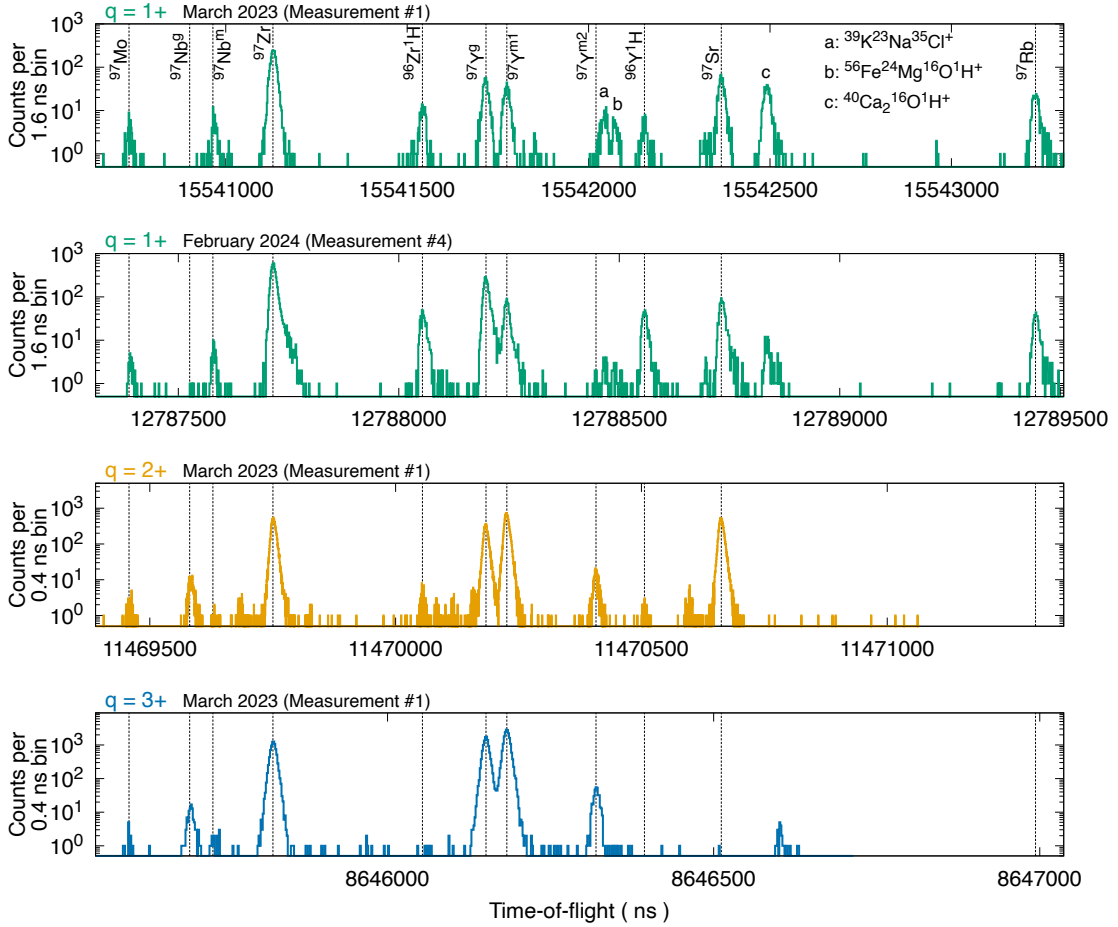 q = 1+ March 2023 (Measurement #1)
Counts per
1.6 ns bin
10³
10²
10¹
10⁰
⁹⁷Mo
⁹⁷Nbᵍ
⁹⁷Nbᵐ
⁹⁷Zr
⁹⁶Zr¹H
⁹⁷Yᵍ
⁹⁷Yᵐ¹
⁹⁷Yᵐ²
⁹⁶Y¹H
⁹⁷Sr
⁹⁷Rb
a
b
c
a: ³⁹K²³Na³⁵Cl⁺
b: ⁵⁶Fe²⁴Mg¹⁶O¹H⁺
c: ⁴⁰Ca₂¹⁶O¹H⁺
15541000 15541500 15542000 15542500 15543000
q = 1+ February 2024 (Measurement #4)
Counts per
1.6 ns bin
10³
10²
10¹
10⁰
12787500 12788000 12788500 12789000 12789500
q = 2+ March 2023 (Measurement #1)
Counts per
0.4 ns bin
10³
10²
10¹
10⁰
11469500 11470000 11470500 11471000
q = 3+ March 2023 (Measurement #1)
Counts per
0.4 ns bin
10³
10²
10¹
10⁰
8646000 8646500 8647000
Time-of-flight ( ns )